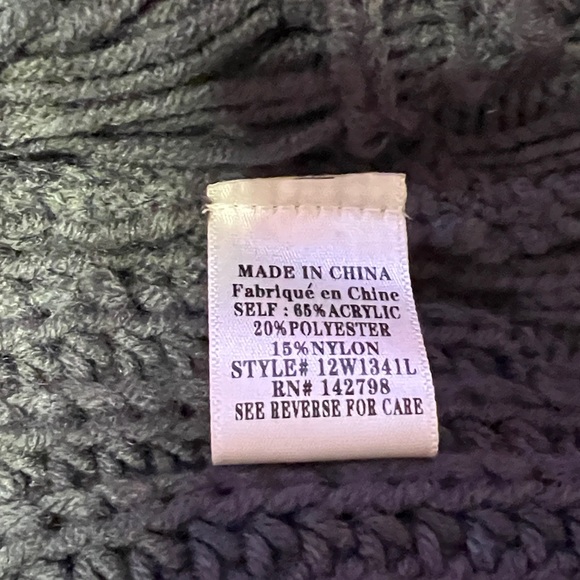 MADE IN CHINA
Fabriqué en Chine
SELF : 65%ACRYLIC
20%POLYESTER
15%NYLON
STYLE# 12W1341L
RN# 142798
SEE REVERSE FOR CARE